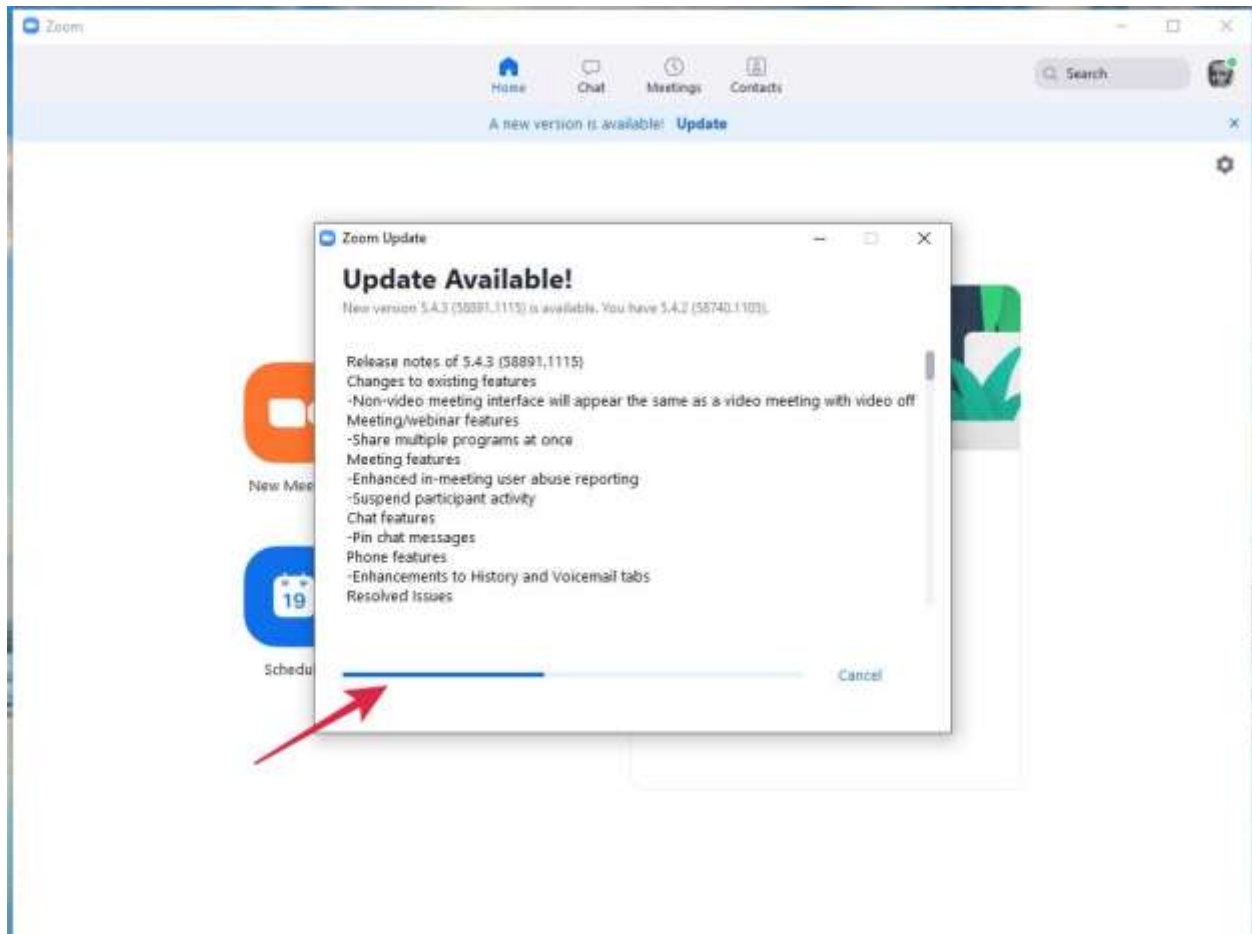 Zoom
Home Chat Meetings Contacts
Search
A new version is available! Update
Zoom Update
Update Available!
New version 5.4.3 (58891.1115) is available. You have 5.4.2 (58740.1105).
Release notes of 5.4.3 (58891.1115)
Changes to existing features
-Non-video meeting interface will appear the same as a video meeting with video off
Meeting/webinar features
-Share multiple programs at once
Meeting features
-Enhanced in-meeting user abuse reporting
-Suspend participant activity
Chat features
-Pin chat messages
Phone features
-Enhancements to History and Voicemail tabs
Resolved Issues
Cancel
New Mee
19
Schedu